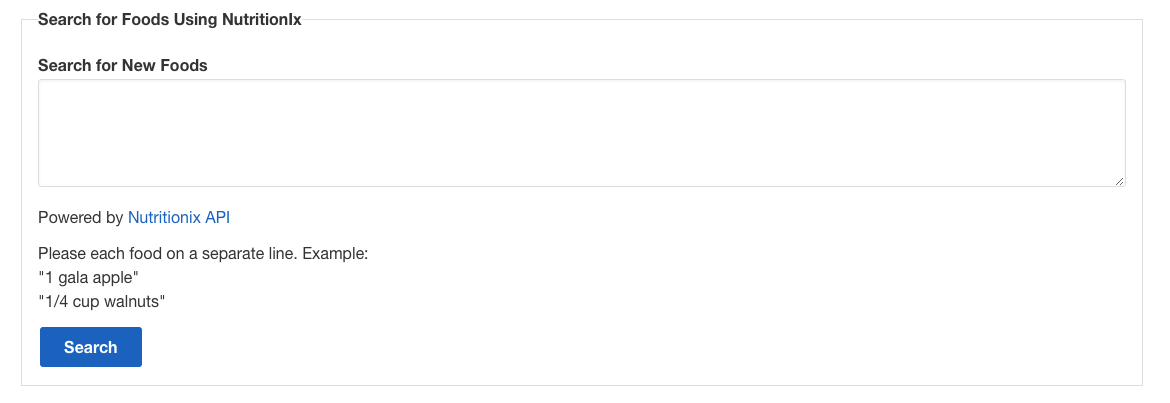 Search for Foods Using NutritionIx
Search for New Foods
Powered by Nutritionix API
Please each food on a separate line. Example:
"1 gala apple"
"1/4 cup walnuts"
Search